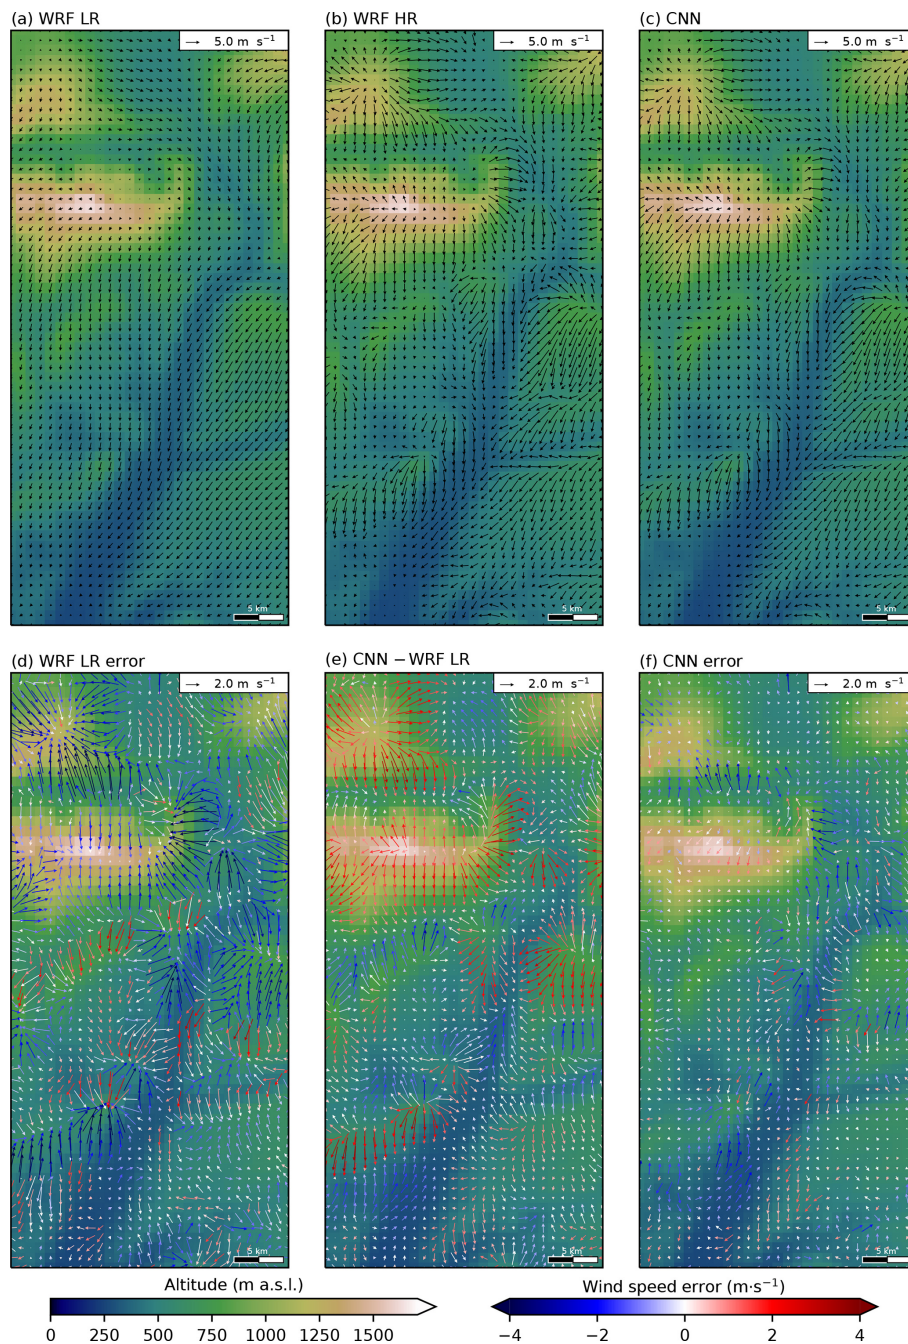 (a) WRF LR
(b) WRF HR
(c) CNN
5.0 m s⁻¹
5.0 m s⁻¹
5.0 m s⁻¹
5 km
5 km
5 km
(d) WRF LR error
(e) CNN − WRF LR
(f) CNN error
2.0 m s⁻¹
2.0 m s⁻¹
2.0 m s⁻¹
5 km
5 km
5 km
Altitude (m a.s.l.)
Wind speed error (m·s⁻¹)
0 250 500 750 1000 1250 1500
−4 −2 0 2 4